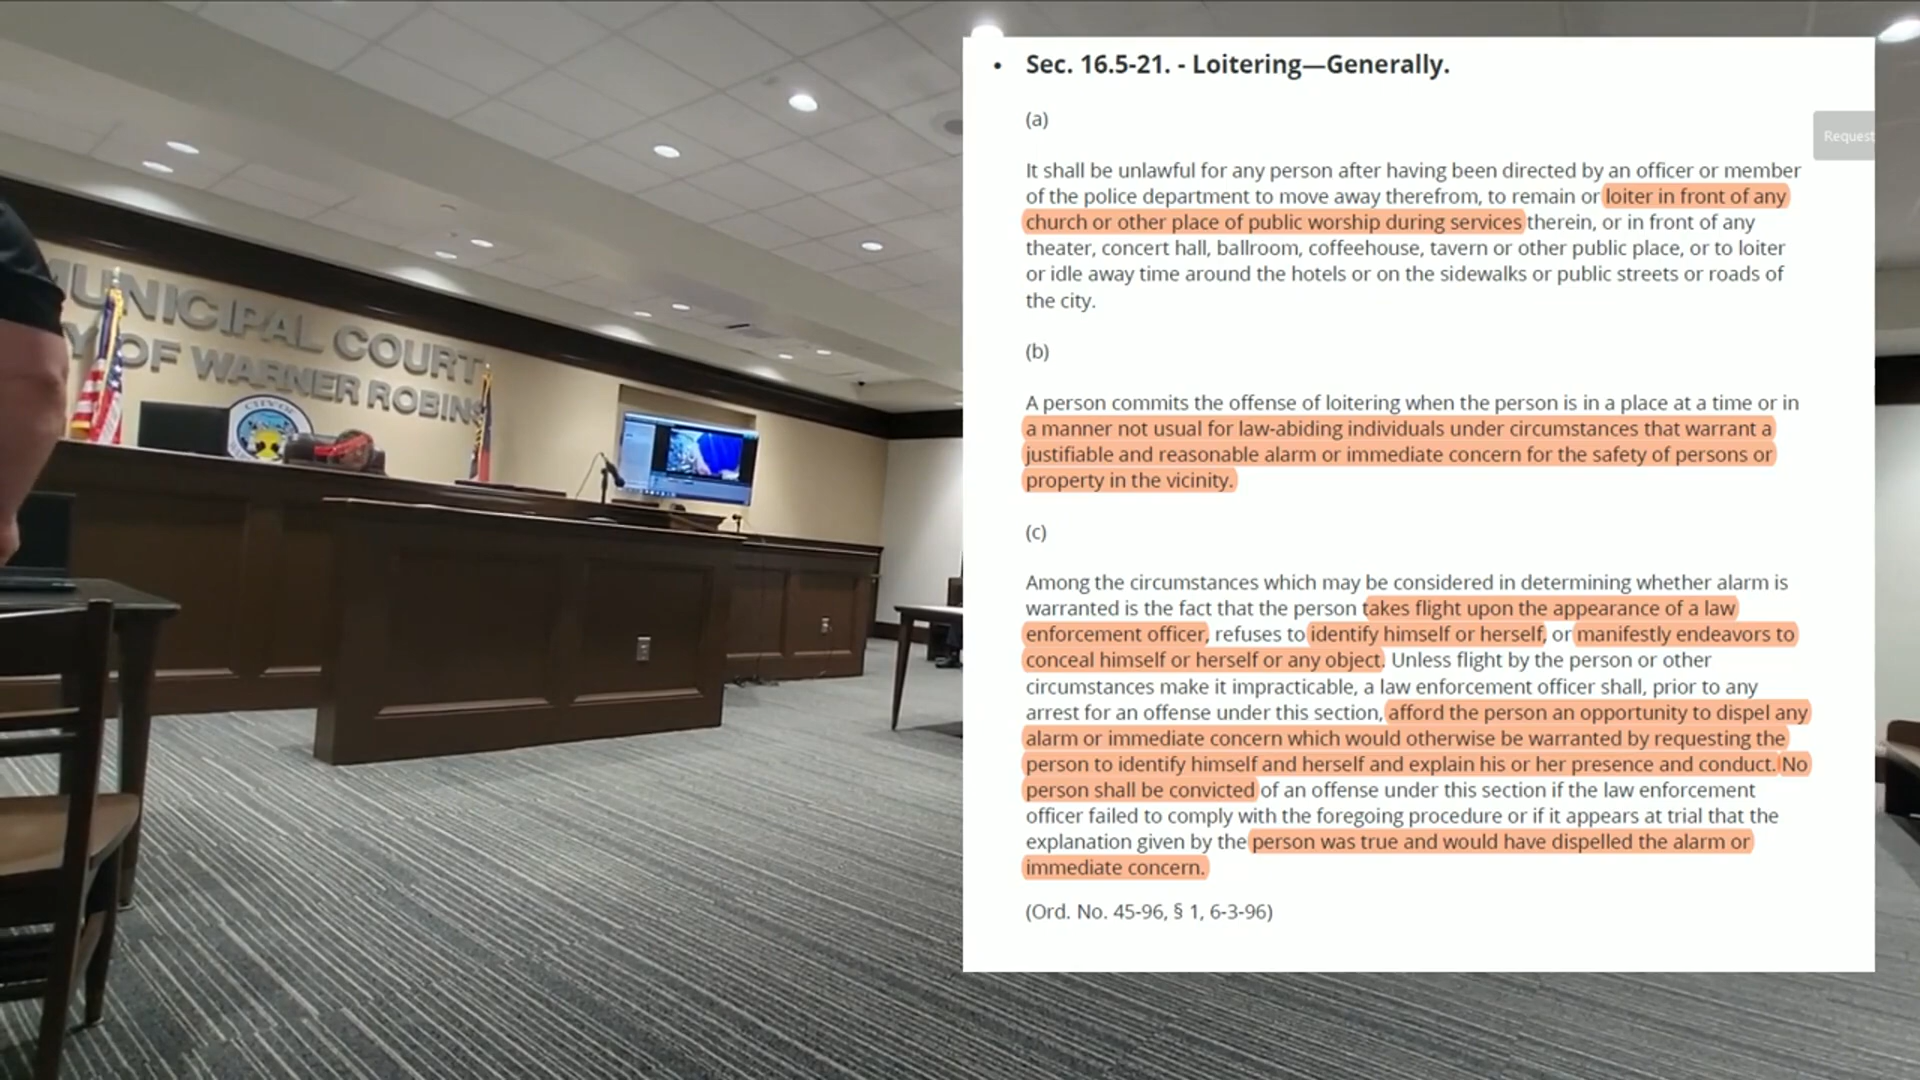 MUNICIPAL COURT
OF WARNER ROBINS
CITY OF
• Sec. 16.5-21. - Loitering—Generally.
(a)
Request
It shall be unlawful for any person after having been directed by an officer or member
of the police department to move away therefrom, to remain or loiter in front of any
church or other place of public worship during services therein, or in front of any
theater, concert hall, ballroom, coffeehouse, tavern or other public place, or to loiter
or idle away time around the hotels or on the sidewalks or public streets or roads of
the city.
(b)
A person commits the offense of loitering when the person is in a place at a time or in
a manner not usual for law-abiding individuals under circumstances that warrant a
justifiable and reasonable alarm or immediate concern for the safety of persons or
property in the vicinity.
(c)
Among the circumstances which may be considered in determining whether alarm is
warranted is the fact that the person takes flight upon the appearance of a law
enforcement officer, refuses to identify himself or herself, or manifestly endeavors to
conceal himself or herself or any object. Unless flight by the person or other
circumstances make it impracticable, a law enforcement officer shall, prior to any
arrest for an offense under this section, afford the person an opportunity to dispel any
alarm or immediate concern which would otherwise be warranted by requesting the
person to identify himself and herself and explain his or her presence and conduct. No
person shall be convicted of an offense under this section if the law enforcement
officer failed to comply with the foregoing procedure or if it appears at trial that the
explanation given by the person was true and would have dispelled the alarm or
immediate concern.
(Ord. No. 45-96, § 1, 6-3-96)